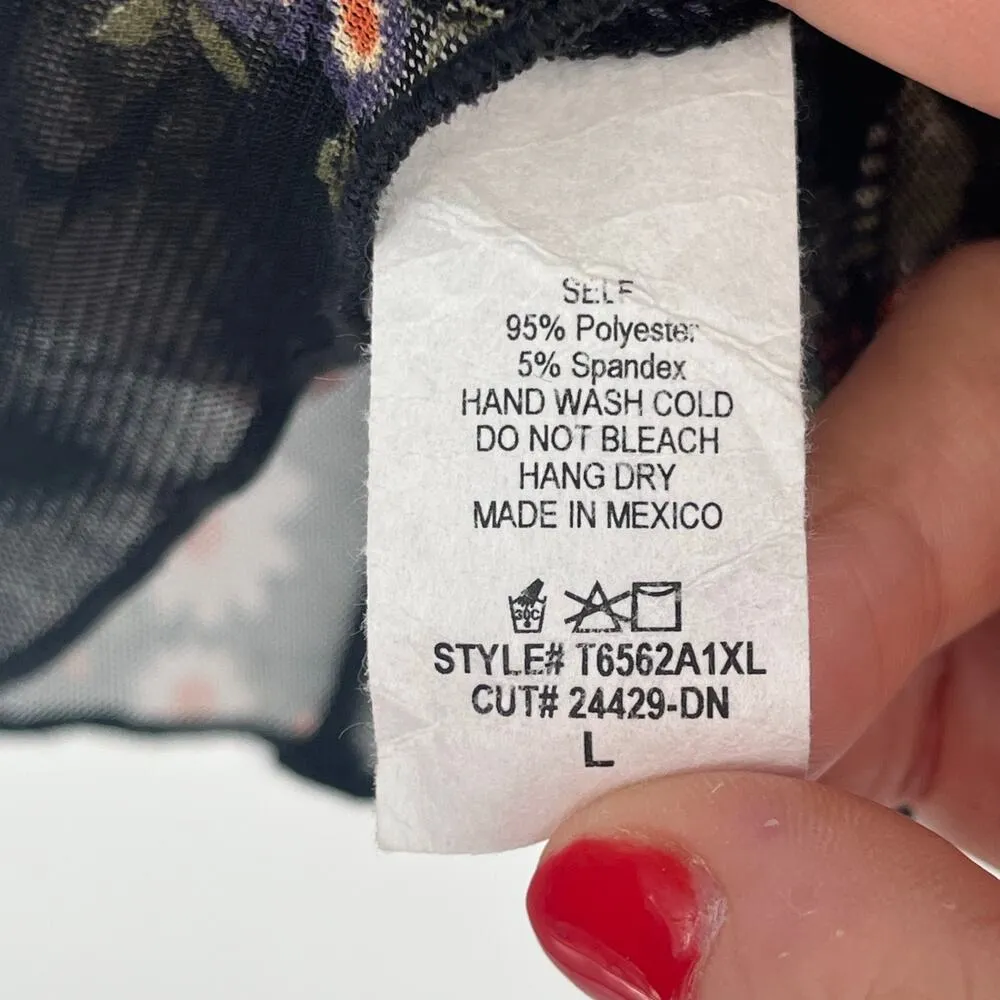 SELF
95% Polyester
5% Spandex
HAND WASH COLD
DO NOT BLEACH
HANG DRY
MADE IN MEXICO
30C
STYLE# T6562A1XL
CUT# 24429-DN
L